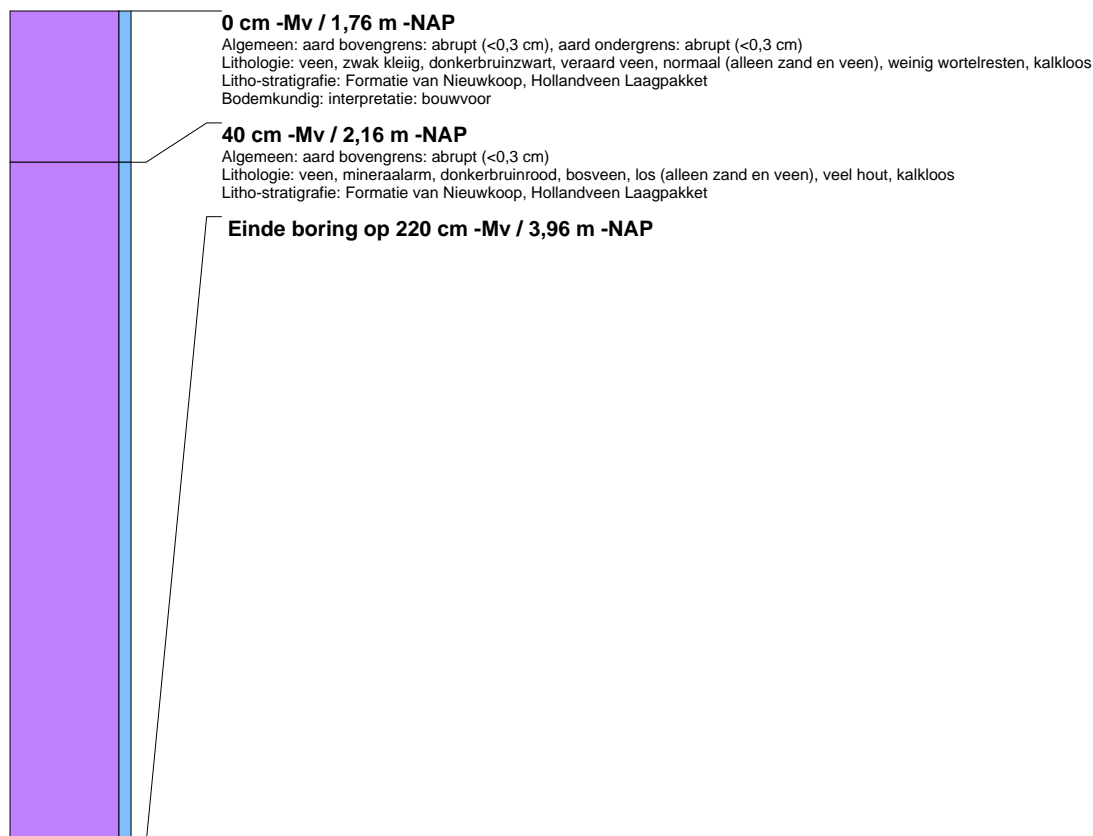 0 cm -Mv / 1,76 m -NAP
Algemeen: aard bovengrens: abrupt (<0,3 cm), aard ondergrens: abrupt (<0,3 cm)
Lithologie: veen, zwak kleiig, donkerbruinzwart, veraard veen, normaal (alleen zand en veen), weinig wortelresten, kalkloos
Litho-stratigrafie: Formatie van Nieuwkoop, Hollandveen Laagpakket
Bodemkundig: interpretatie: bouwvoor
40 cm -Mv / 2,16 m -NAP
Algemeen: aard bovengrens: abrupt (<0,3 cm)
Lithologie: veen, mineraalarm, donkerbruinrood, bosveen, los (alleen zand en veen), veel hout, kalkloos
Litho-stratigrafie: Formatie van Nieuwkoop, Hollandveen Laagpakket
Einde boring op 220 cm -Mv / 3,96 m -NAP